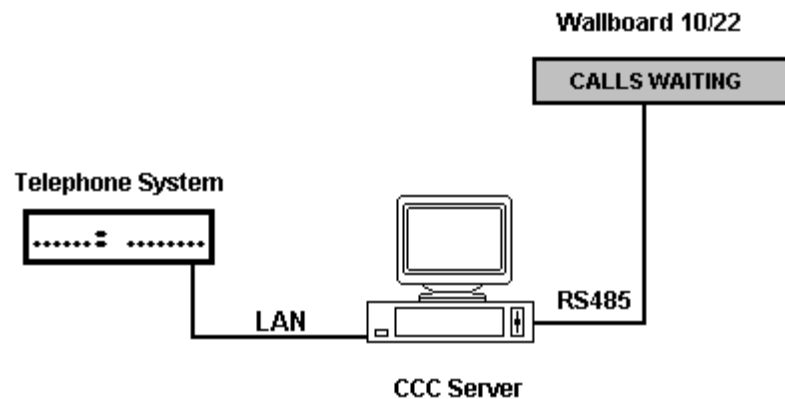 Wallboard 10/22
CALLS WAITING
Telephone System
LAN
RS485
CCC Server